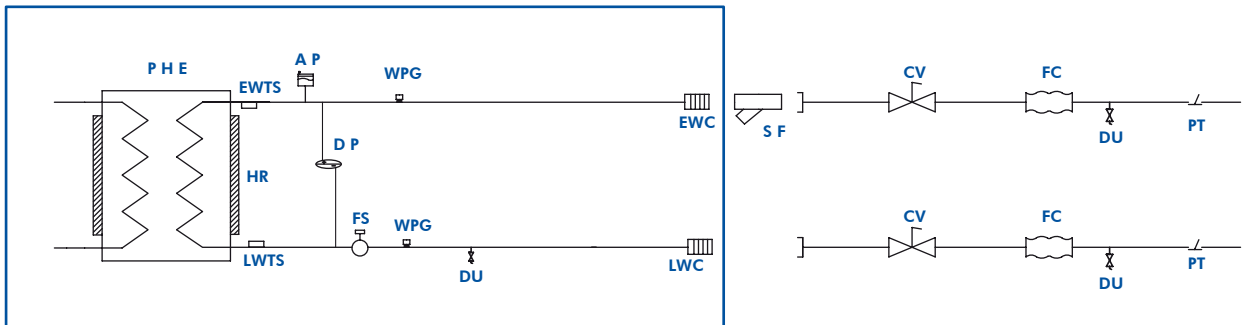 P H E
EWTS
A P
WPG
EWC
S F
CV
FC
DU
PT
HR
D P
LWTS
FS
WPG
DU
LWC
CV
FC
DU
PT